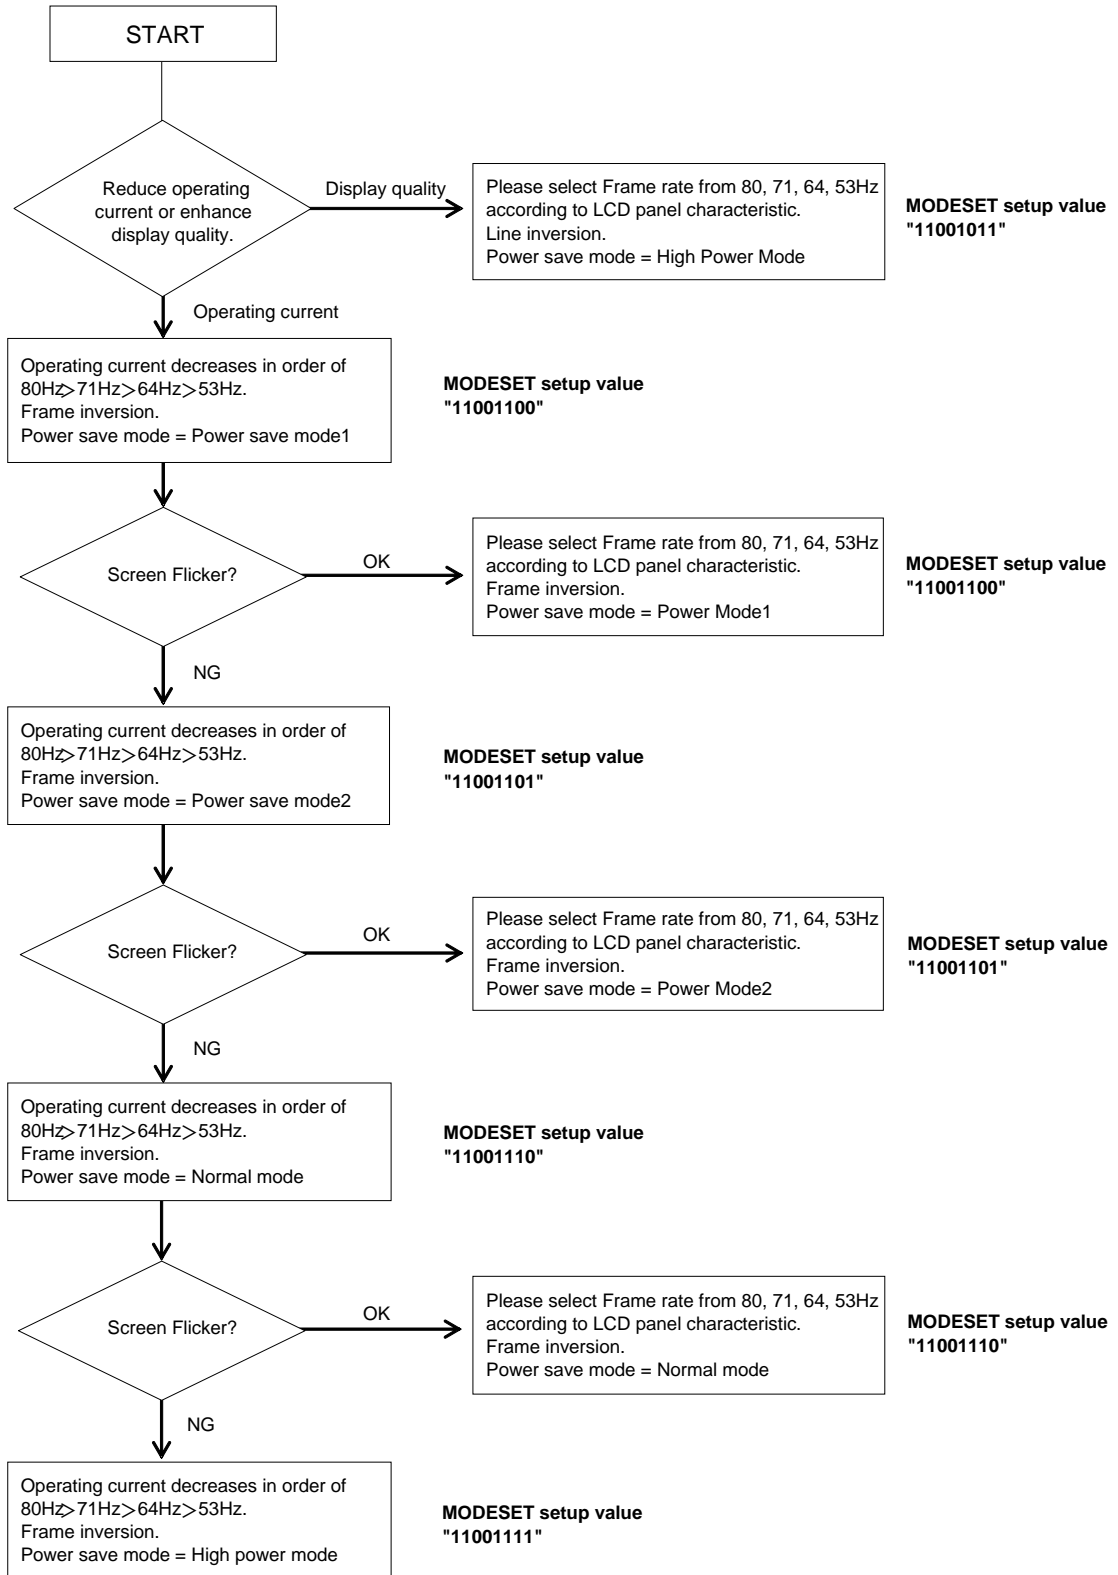 START
Reduce operating
current or enhance
display quality.
Display quality
Please select Frame rate from 80, 71, 64, 53Hz
according to LCD panel characteristic.
Line inversion.
Power save mode = High Power Mode
MODESET setup value
"11001011"
Operating current
Operating current decreases in order of
80Hz>71Hz>64Hz>53Hz.
Frame inversion.
Power save mode = Power save mode1
MODESET setup value
"11001100"
Screen Flicker?
OK
Please select Frame rate from 80, 71, 64, 53Hz
according to LCD panel characteristic.
Frame inversion.
Power save mode = Power Mode1
MODESET setup value
"11001100"
NG
Operating current decreases in order of
80Hz>71Hz>64Hz>53Hz.
Frame inversion.
Power save mode = Power save mode2
MODESET setup value
"11001101"
Screen Flicker?
OK
Please select Frame rate from 80, 71, 64, 53Hz
according to LCD panel characteristic.
Frame inversion.
Power save mode = Power Mode2
MODESET setup value
"11001101"
NG
Operating current decreases in order of
80Hz>71Hz>64Hz>53Hz.
Frame inversion.
Power save mode = Normal mode
MODESET setup value
"11001110"
Screen Flicker?
OK
Please select Frame rate from 80, 71, 64, 53Hz
according to LCD panel characteristic.
Frame inversion.
Power save mode = Normal mode
MODESET setup value
"11001110"
NG
Operating current decreases in order of
80Hz>71Hz>64Hz>53Hz.
Frame inversion.
Power save mode = High power mode
MODESET setup value
"11001111"